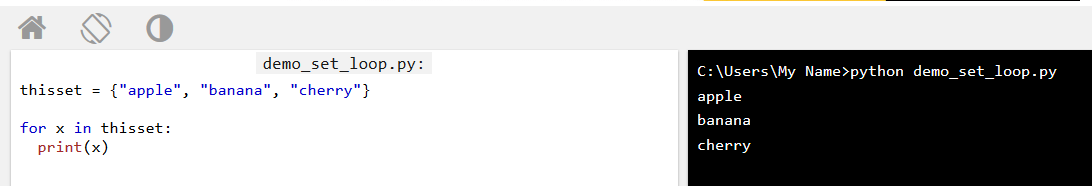 demo_set_loop.py:
thisset = {"apple", "banana", "cherry"}
for x in thisset:
  print(x)
C:\Users\My Name>python demo_set_loop.py
apple
banana
cherry